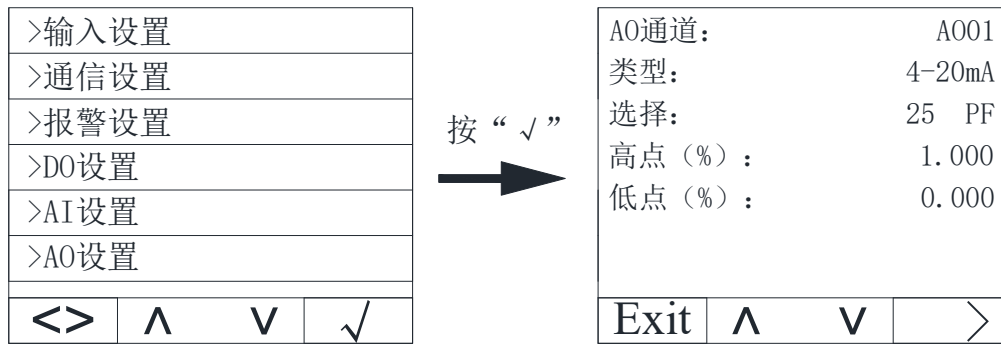 >输入设置
>通信设置
>报警设置
>DO设置
>AI设置
>AO设置
<> ∧ ∨ √
按“√”
AO通道： AO01
类型： 4-20mA
选择： 25 PF
高点（%）： 1.000
低点（%）： 0.000
Exit ∧ ∨ >